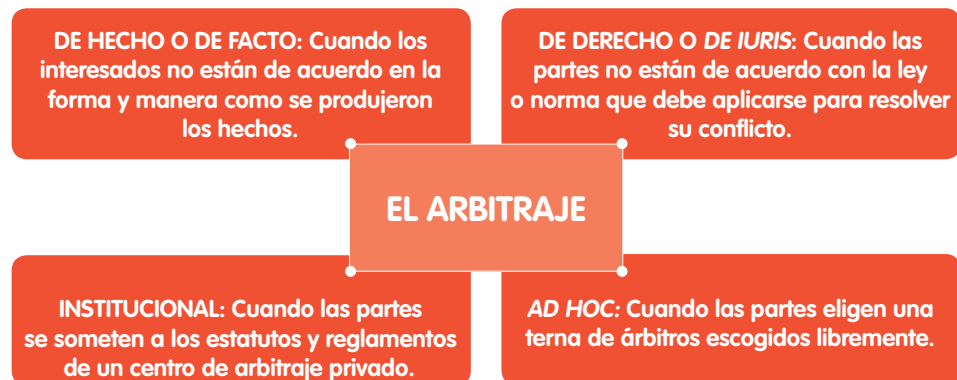 DE HECHO O DE FACTO: Cuando los
interesados no están de acuerdo en la
forma y manera como se produjeron
los hechos.
DE DERECHO O DE IURIS: Cuando las
partes no están de acuerdo con la ley
o norma que debe aplicarse para resolver
su conflicto.
EL ARBITRAJE
INSTITUCIONAL: Cuando las partes
se someten a los estatutos y reglamentos
de un centro de arbitraje privado.
AD HOC: Cuando las partes eligen una
terna de árbitros escogidos libremente.